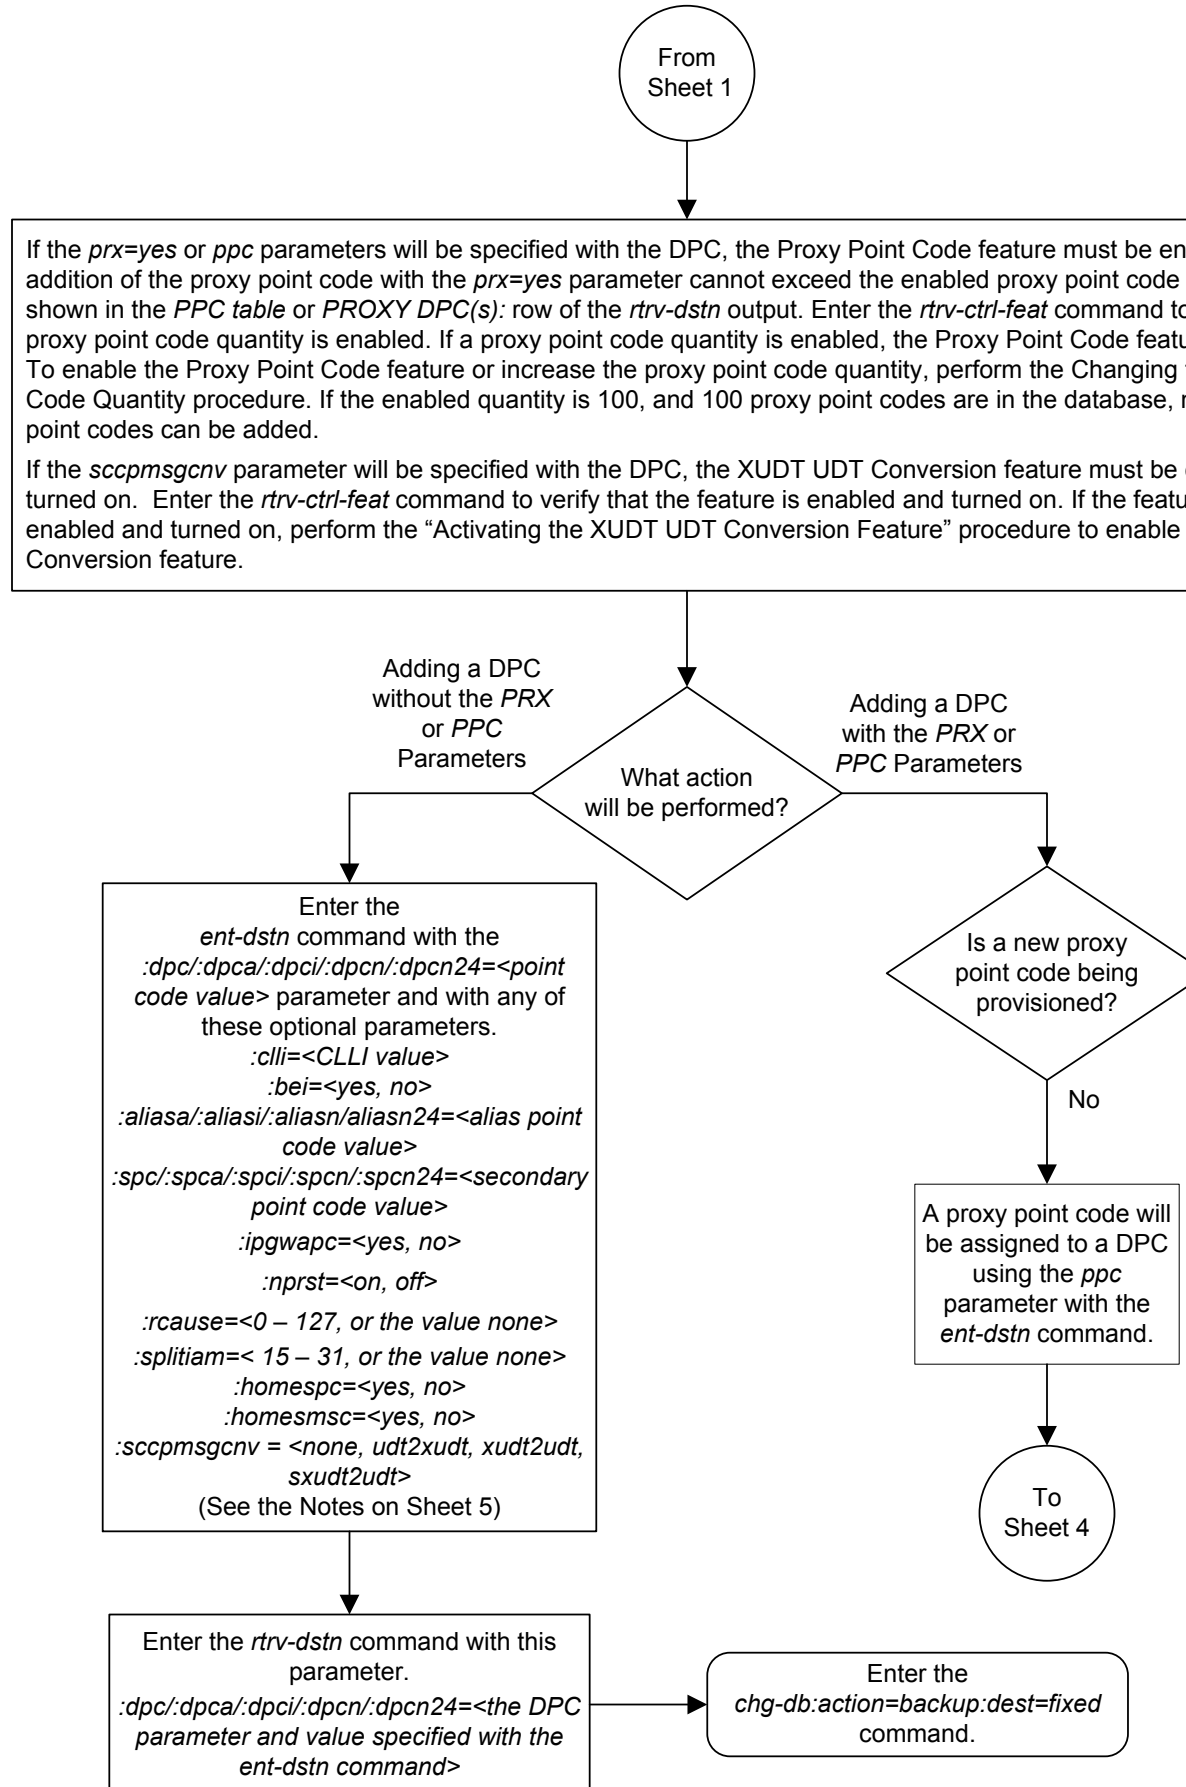 From
Sheet 1
If the prx=yes or ppc parameters will be specified with the DPC, the Proxy Point Code feature must be en
addition of the proxy point code with the prx=yes parameter cannot exceed the enabled proxy point code
shown in the PPC table or PROXY DPC(s): row of the rtrv-dstn output. Enter the rtrv-ctrl-feat command to
proxy point code quantity is enabled. If a proxy point code quantity is enabled, the Proxy Point Code featu
To enable the Proxy Point Code feature or increase the proxy point code quantity, perform the Changing
Code Quantity procedure. If the enabled quantity is 100, and 100 proxy point codes are in the database,
point codes can be added.
If the sccpmsgcnv parameter will be specified with the DPC, the XUDT UDT Conversion feature must be
turned on. Enter the rtrv-ctrl-feat command to verify that the feature is enabled and turned on. If the featu
enabled and turned on, perform the “Activating the XUDT UDT Conversion Feature” procedure to enable
Conversion feature.
Adding a DPC
without the PRX
or PPC
Parameters
What action
will be performed?
Adding a DPC
with the PRX or
PPC Parameters
Enter the
ent-dstn command with the
:dpc/:dpca/:dpci/:dpcn/:dpcn24=<point
code value> parameter and with any of
these optional parameters.
:clli=<CLLI value>
:bei=<yes, no>
:aliasa/:aliasi/:aliasn/aliasn24=<alias point
code value>
:spc/:spca/:spci/:spcn/:spcn24=<secondary
point code value>
:ipgwapc=<yes, no>
:nprst=<on, off>
:rcause=<0 – 127, or the value none>
:splitiam=< 15 – 31, or the value none>
:homespc=<yes, no>
:homesmsc=<yes, no>
:sccpmsgcnv = <none, udt2xudt, xudt2udt,
sxudt2udt>
(See the Notes on Sheet 5)
Is a new proxy
point code being
provisioned?
No
A proxy point code will
be assigned to a DPC
using the ppc
parameter with the
ent-dstn command.
To
Sheet 4
Enter the rtrv-dstn command with this
parameter.
:dpc/:dpca/:dpci/:dpcn/:dpcn24=<the DPC
parameter and value specified with the
ent-dstn command>
Enter the
chg-db:action=backup:dest=fixed
command.